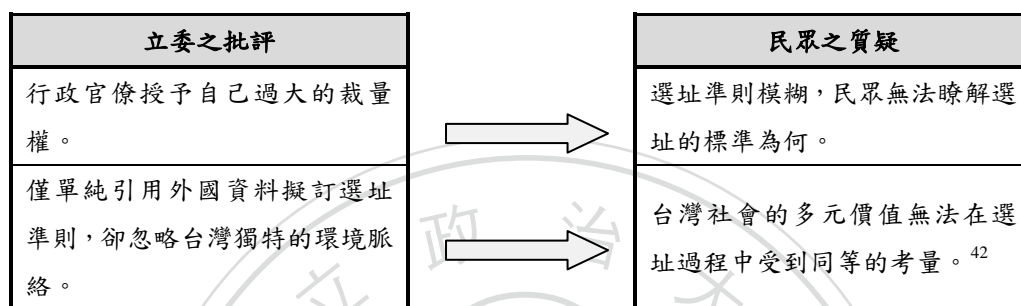 立委之批評
行政官僚授予自己過大的裁量
權。
僅單純引用外國資料擬訂選址
準則，卻忽略台灣獨特的環境脈
絡。
民眾之質疑
選址準則模糊，民眾無法瞭解選
址的標準為何。
台灣社會的多元價值無法在選
址過程中受到同等的考量。42
立 政 治 大